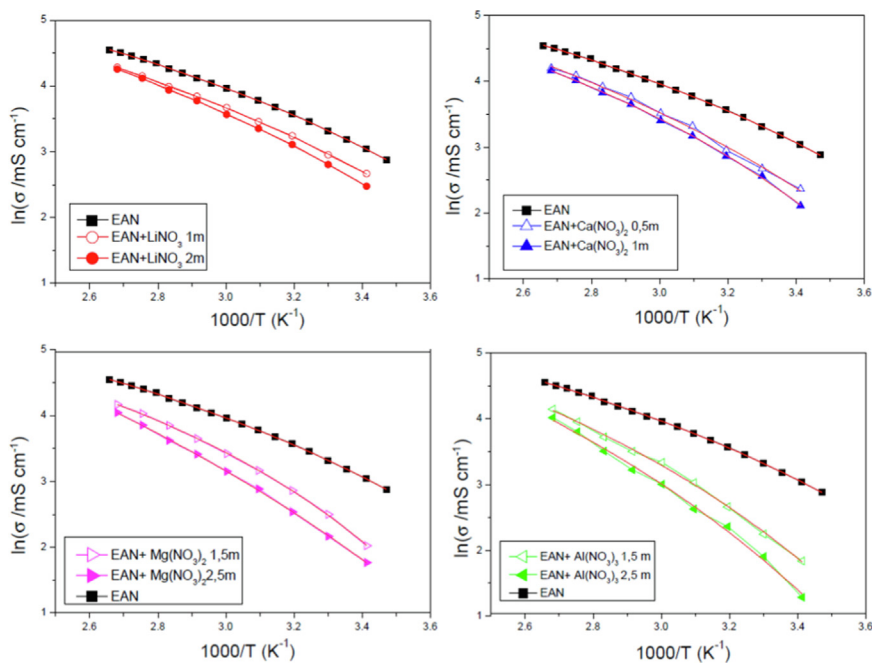 ln(σ /mS cm⁻¹)
5
4
3
2
1
EAN
EAN+LiNO₃ 1m
EAN+LiNO₃ 2m
2.6 2.8 3.0 3.2 3.4 3.6
1000/T (K⁻¹)
ln(σ /mS cm⁻¹)
5
4
3
2
1
EAN
EAN+Ca(NO₃)₂ 0,5m
EAN+Ca(NO₃)₂ 1m
2.6 2.8 3.0 3.2 3.4 3.6
1000/T (K⁻¹)
ln(σ /mS cm⁻¹)
5
4
3
2
1
EAN+ Mg(NO₃)₂ 1,5m
EAN+ Mg(NO₃)₂2,5m
EAN
2.6 2.8 3.0 3.2 3.4 3.6
1000/T (K⁻¹)
ln(σ /mS cm⁻¹)
5
4
3
2
1
EAN+ Al(NO₃)₃ 1,5 m
EAN+ Al(NO₃)₃ 2,5 m
EAN
2.6 2.8 3.0 3.2 3.4 3.6
1000/T (K⁻¹)